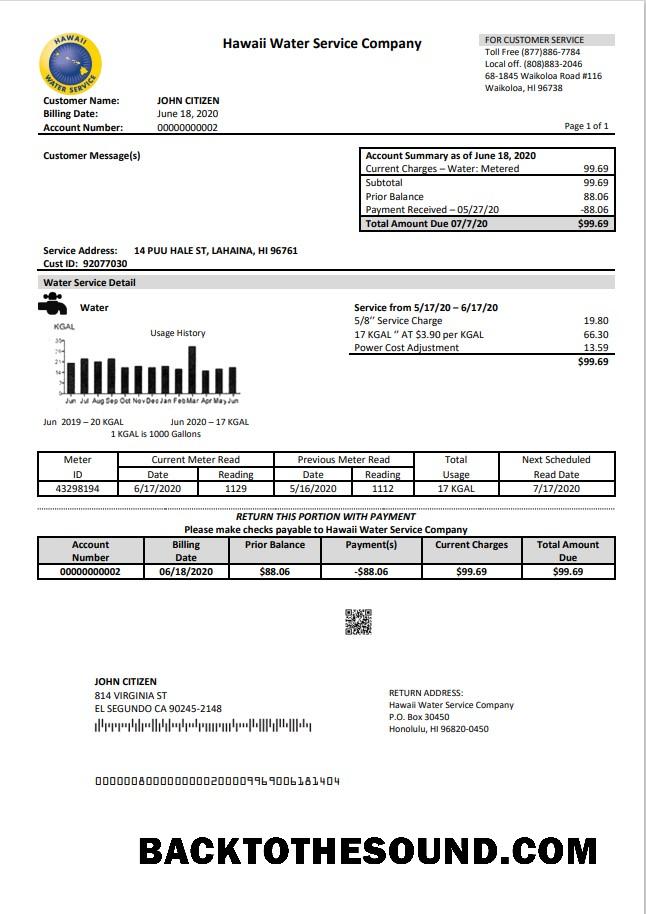 HAWAII
WATER SERVICE
Hawaii Water Service Company
FOR CUSTOMER SERVICE
Toll Free (877)886-7784
Local off. (808)883-2046
68-1845 Waikoloa Road #116
Waikoloa, HI 96738
Customer Name: JOHN CITIZEN
Billing Date: June 18, 2020
Account Number: 00000000002
Page 1 of 1
Customer Message(s)
Account Summary as of June 18, 2020
Current Charges – Water: Metered 99.69
Subtotal 99.69
Prior Balance 88.06
Payment Received – 05/27/20 -88.06
Total Amount Due 07/7/20 $99.69
Service Address: 14 PUU HALE ST, LAHAINA, HI 96761
Cust ID: 92077030
Water Service Detail
Water
Service from 5/17/20 – 6/17/20
5/8’’ Service Charge 19.80
17 KGAL ’’ AT $3.90 per KGAL 66.30
Power Cost Adjustment 13.59
$99.69
KGAL
Usage History
Jun Jul Aug Sep Oct Nov Dec Jan Feb Mar Apr May Jun
Jun 2019 – 20 KGAL Jun 2020 – 17 KGAL
1 KGAL is 1000 Gallons
Meter ID Current Meter Read Previous Meter Read Total Usage Next Scheduled Read Date
Date Reading Date Reading
43298194 6/17/2020 1129 5/16/2020 1112 17 KGAL 7/17/2020
RETURN THIS PORTION WITH PAYMENT
Please make checks payable to Hawaii Water Service Company
Account Number Billing Date Prior Balance Payment(s) Current Charges Total Amount Due
00000000002 06/18/2020 $88.06 -$88.06 $99.69 $99.69
JOHN CITIZEN
814 VIRGINIA ST
EL SEGUNDO CA 90245-2148
RETURN ADDRESS:
Hawaii Water Service Company
P.O. Box 30450
Honolulu, HI 96820-0450
BACKTOTHESOUND.COM